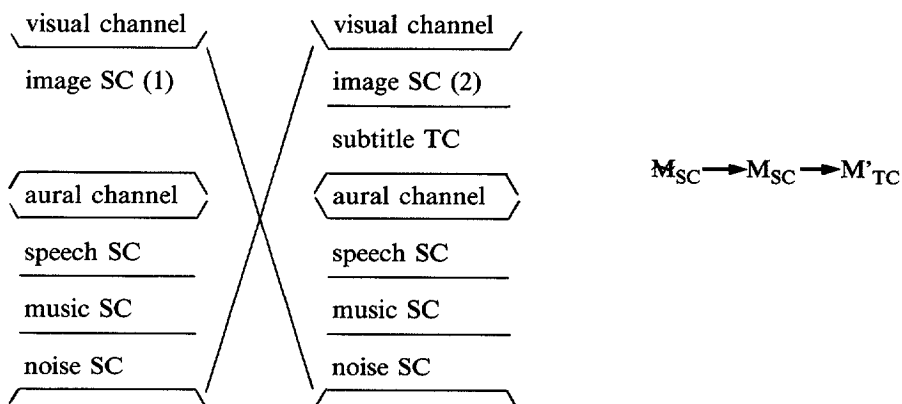 visual channel
image SC (1)
aural channel
speech SC
music SC
noise SC
visual channel
image SC (2)
subtitle TC
aural channel
speech SC
music SC
noise SC
M_SC → M_SC → M'_TC